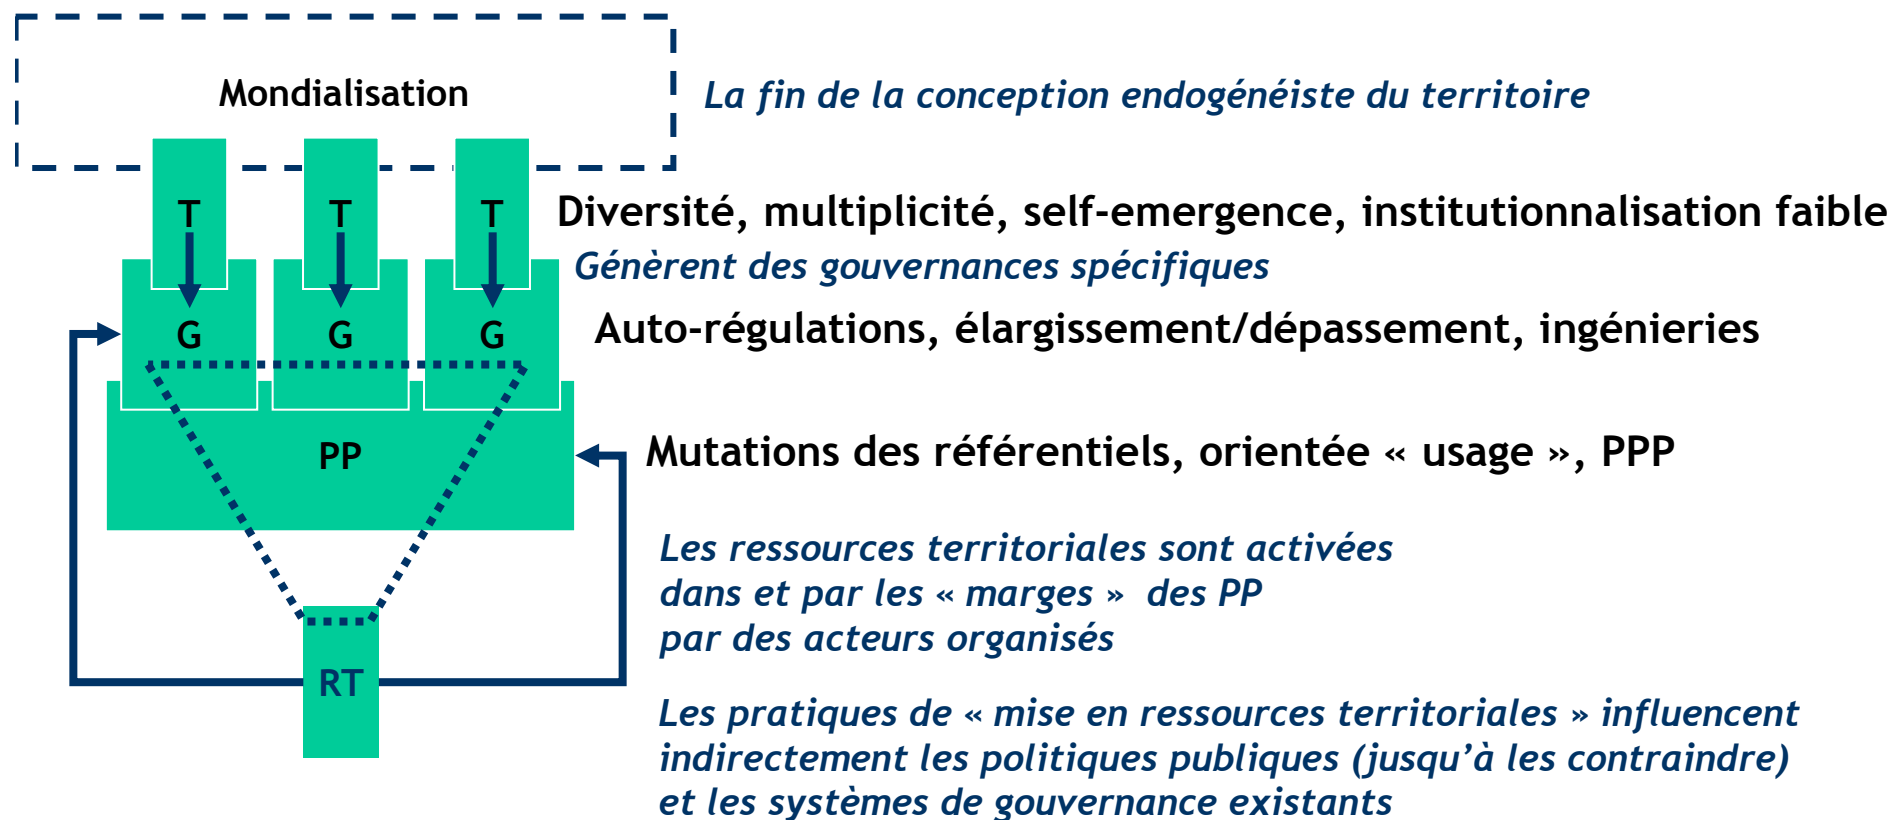 Mondialisation
La fin de la conception endogénéiste du territoire
T T T
Diversité, multiplicité, self-emergence, institutionnalisation faible
Génèrent des gouvernances spécifiques
G G G
Auto-régulations, élargissement/dépassement, ingénieries
PP
Mutations des référentiels, orientée « usage », PPP
Les ressources territoriales sont activées
dans et par les « marges » des PP
par des acteurs organisés
RT
Les pratiques de « mise en ressources territoriales » influencent
indirectement les politiques publiques (jusqu’à les contraindre)
et les systèmes de gouvernance existants